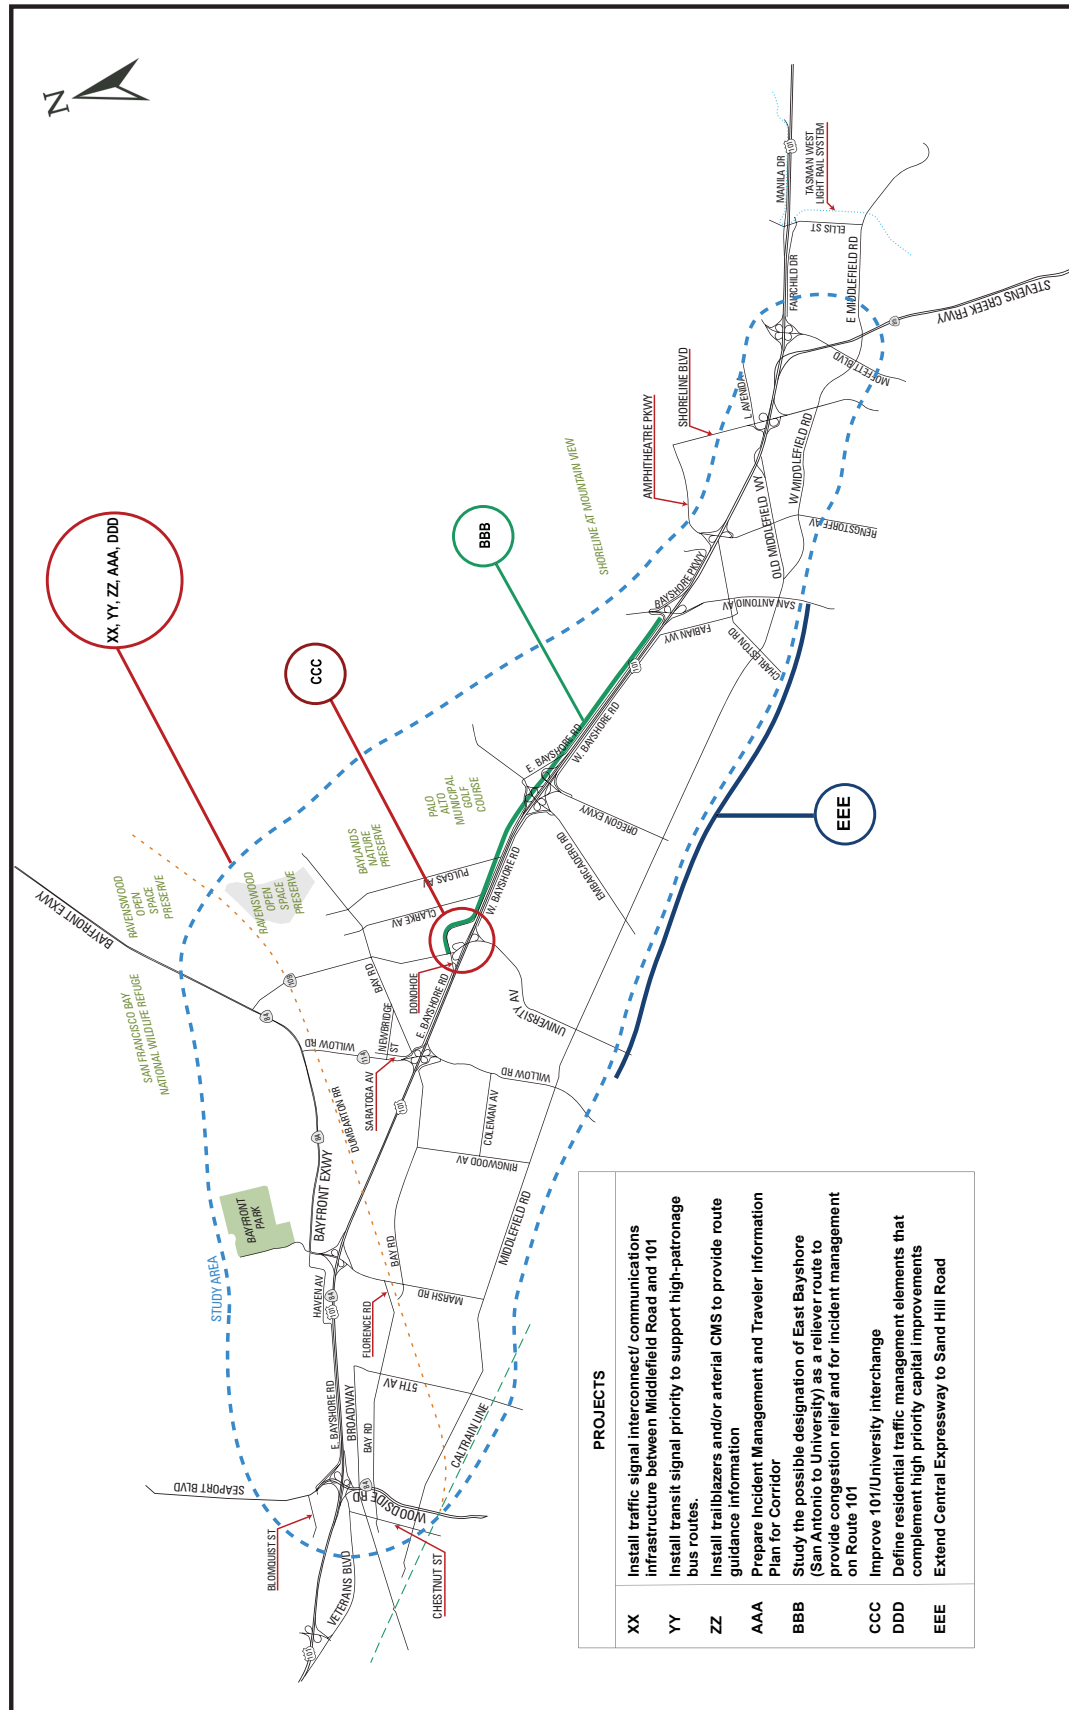 N
XX, YY, ZZ, AAA, DDD
CCC
BBB
EEE
SAN FRANCISCO BAY
NATIONAL WILDLIFE REFUGE
RAVENSWOOD
OPEN
SPACE
PRESERVE
RAVENSWOOD
OPEN
SPACE
PRESERVE
BAYLANDS
NATURE
PRESERVE
PALO
ALTO
MUNICIPAL
GOLF
COURSE
SHORELINE AT MOUNTAIN VIEW
BAYFRONT
PARK
STUDY AREA
BAYFRONT EXWY
BAYFRONT EXWY
84
84
84
84
109
114
101
101
101
101
101
SEAPORT BLVD
BLOMQUIST ST
VETERANS BLVD
CHESTNUT ST
WOODSIDE RD
E. BAYSHORE RD
BROADWAY
BAY RD
5TH AV
CALTRAIN LINE
HAVEN AV
FLORENCE RD
MARSH RD
BAY RD
DUMBARTON RR
MIDDLEFIELD RD
RINGWOOD AV
COLEMAN AV
WILLOW RD
WILLOW RD
SARATOGA AV
NEWBRIDGE
ST
BAY RD
DONOHOE
E. BAYSHORE RD
UNIVERSITY AV
CLARKE AV
PULGAS AV
W. BAYSHORE RD
EMBARCADERO RD
OREGON EXWY
E. BAYSHORE RD
W. BAYSHORE RD
FABIAN WY
BAYSHORE PKWY
SAN ANTONIO AV
CHARLESTON RD
AMPHITHEATRE PKWY
SHORELINE BLVD
RENGSTORFF AV
OLD MIDDLEFIELD WY
W MIDDLEFIELD RD
L AVENIDA
MOFFETT BLVD
STEVENS CREEK FRWY
E MIDDLEFIELD RD
FAIRCHILD DR
ELLIS ST
MANILA DR
TASMAN WEST
LIGHT RAIL SYSTEM
PROJECTS
XX Install traffic signal interconnect/ communications
infrastructure between Middlefield Road and 101
YY Install transit signal priority to support high-patronage
bus routes.
ZZ Install trailblazers and/or arterial CMS to provide route
guidance information
AAA Prepare Incident Management and Traveler Information
Plan for Corridor
BBB Study the possible designation of East Bayshore
(San Antonio to University) as a reliever route to
provide congestion relief and for incident management
on Route 101
CCC Improve 101/University interchange
DDD Define residential traffic management elements that
complement high priority capital improvements
EEE Extend Central Expressway to Sand Hill Road